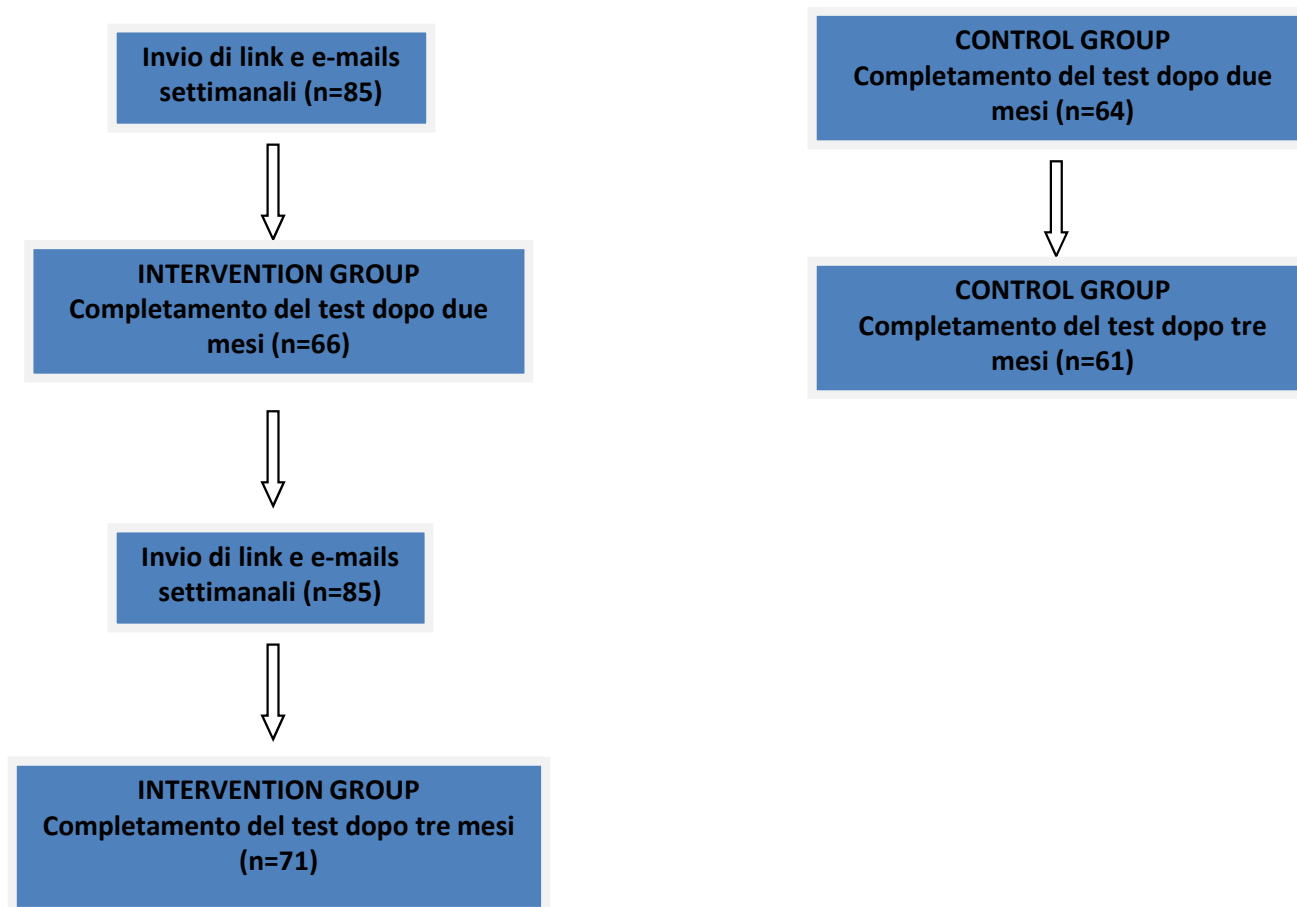 Invio di link e e-mails
settimanali (n=85)
INTERVENTION GROUP
Completamento del test dopo due
mesi (n=66)
Invio di link e e-mails
settimanali (n=85)
INTERVENTION GROUP
Completamento del test dopo tre mesi
(n=71)
CONTROL GROUP
Completamento del test dopo due
mesi (n=64)
CONTROL GROUP
Completamento del test dopo tre
mesi (n=61)